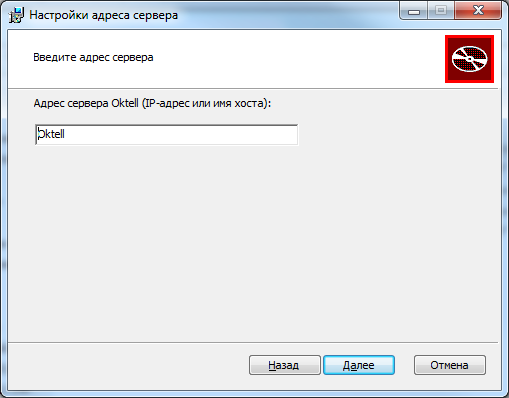 Настройки адреса сервера
Введите адрес сервера
Адрес сервера Oktell (IP-адрес или имя хоста):
Oktell
Назад Далее Отмена